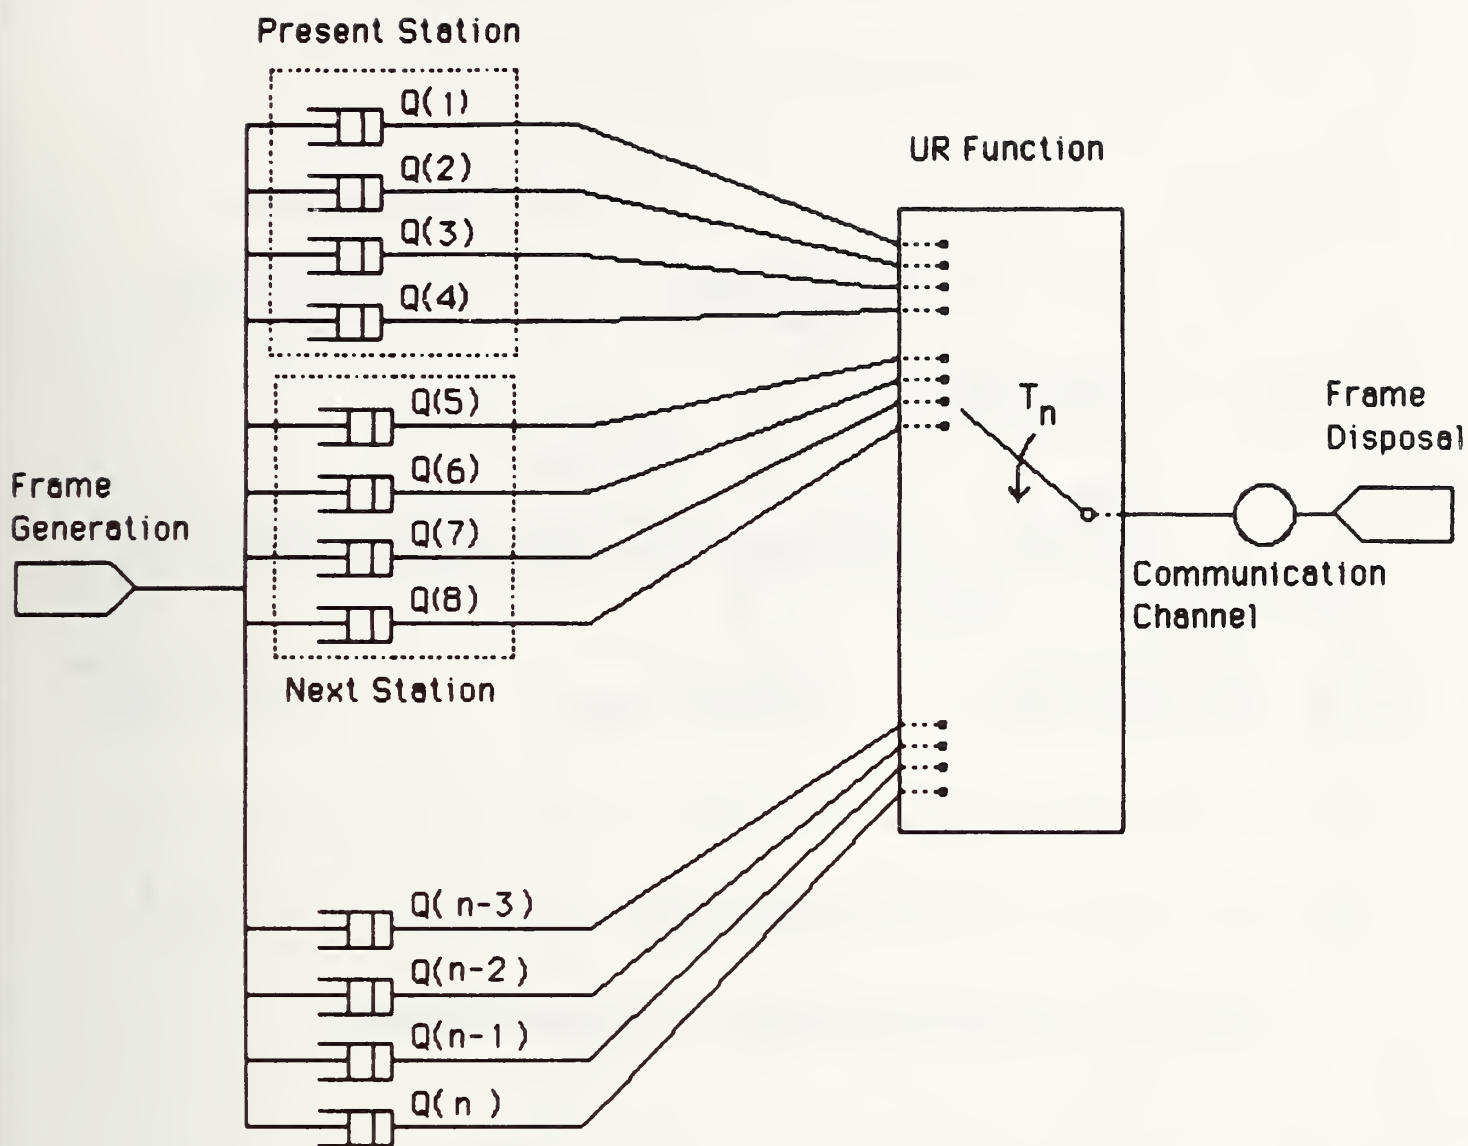 Present Station
Q(1)
Q(2)
Q(3)
Q(4)
UR Function
Q(5)
Q(6)
Q(7)
Q(8)
Next Station
Frame
Generation
Tn
Frame
Disposal
Communication
Channel
Q(n-3)
Q(n-2)
Q(n-1)
Q(n)